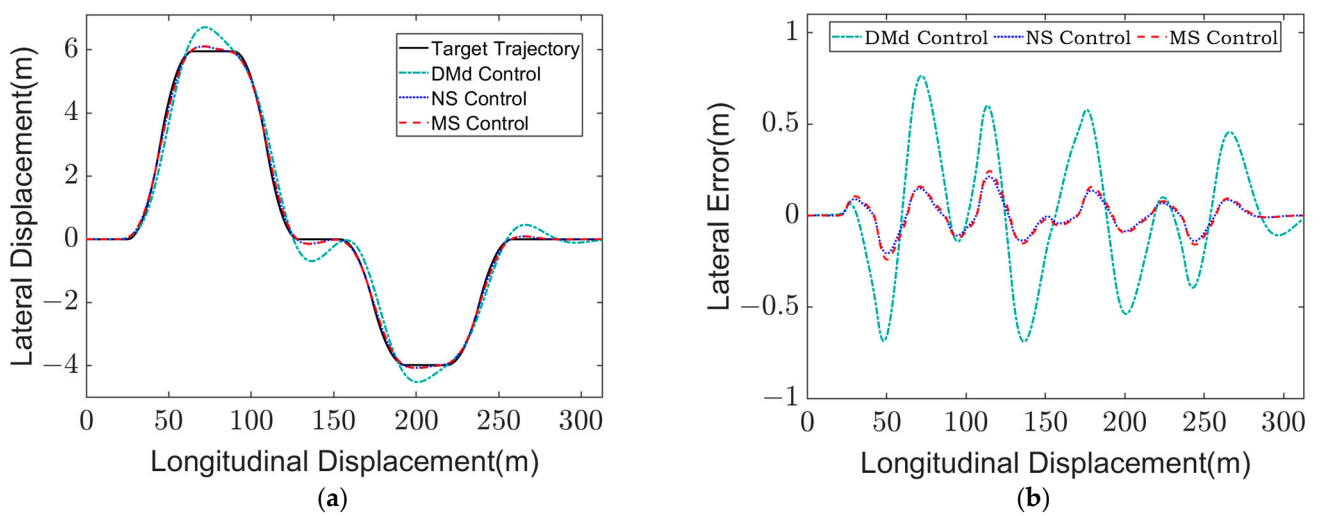 Lateral Displacement(m)
6
4
2
0
−2
−4
Target Trajectory
DMd Control
NS Control
MS Control
0 50 100 150 200 250 300
Longitudinal Displacement(m)
(a)
Lateral Error(m)
1
0.5
0
−0.5
−1
DMd Control NS Control MS Control
0 50 100 150 200 250 300
Longitudinal Displacement(m)
(b)